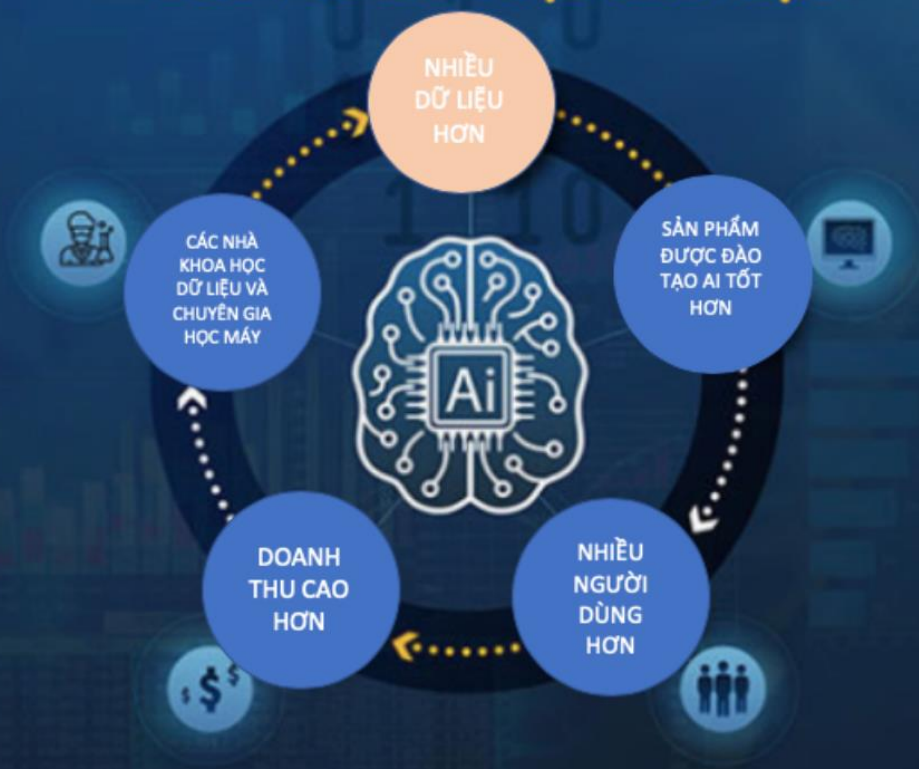 NHIỀU
DỮ LIỆU
HƠN
SẢN PHẨM
ĐƯỢC ĐÀO
TẠO AI TỐT
HƠN
CÁC NHÀ
KHOA HỌC
DỮ LIỆU VÀ
CHUYÊN GIA
HỌC MÁY
Ai
DOANH
THU CAO
HƠN
NHIỀU
NGƯỜI
DÙNG
HƠN